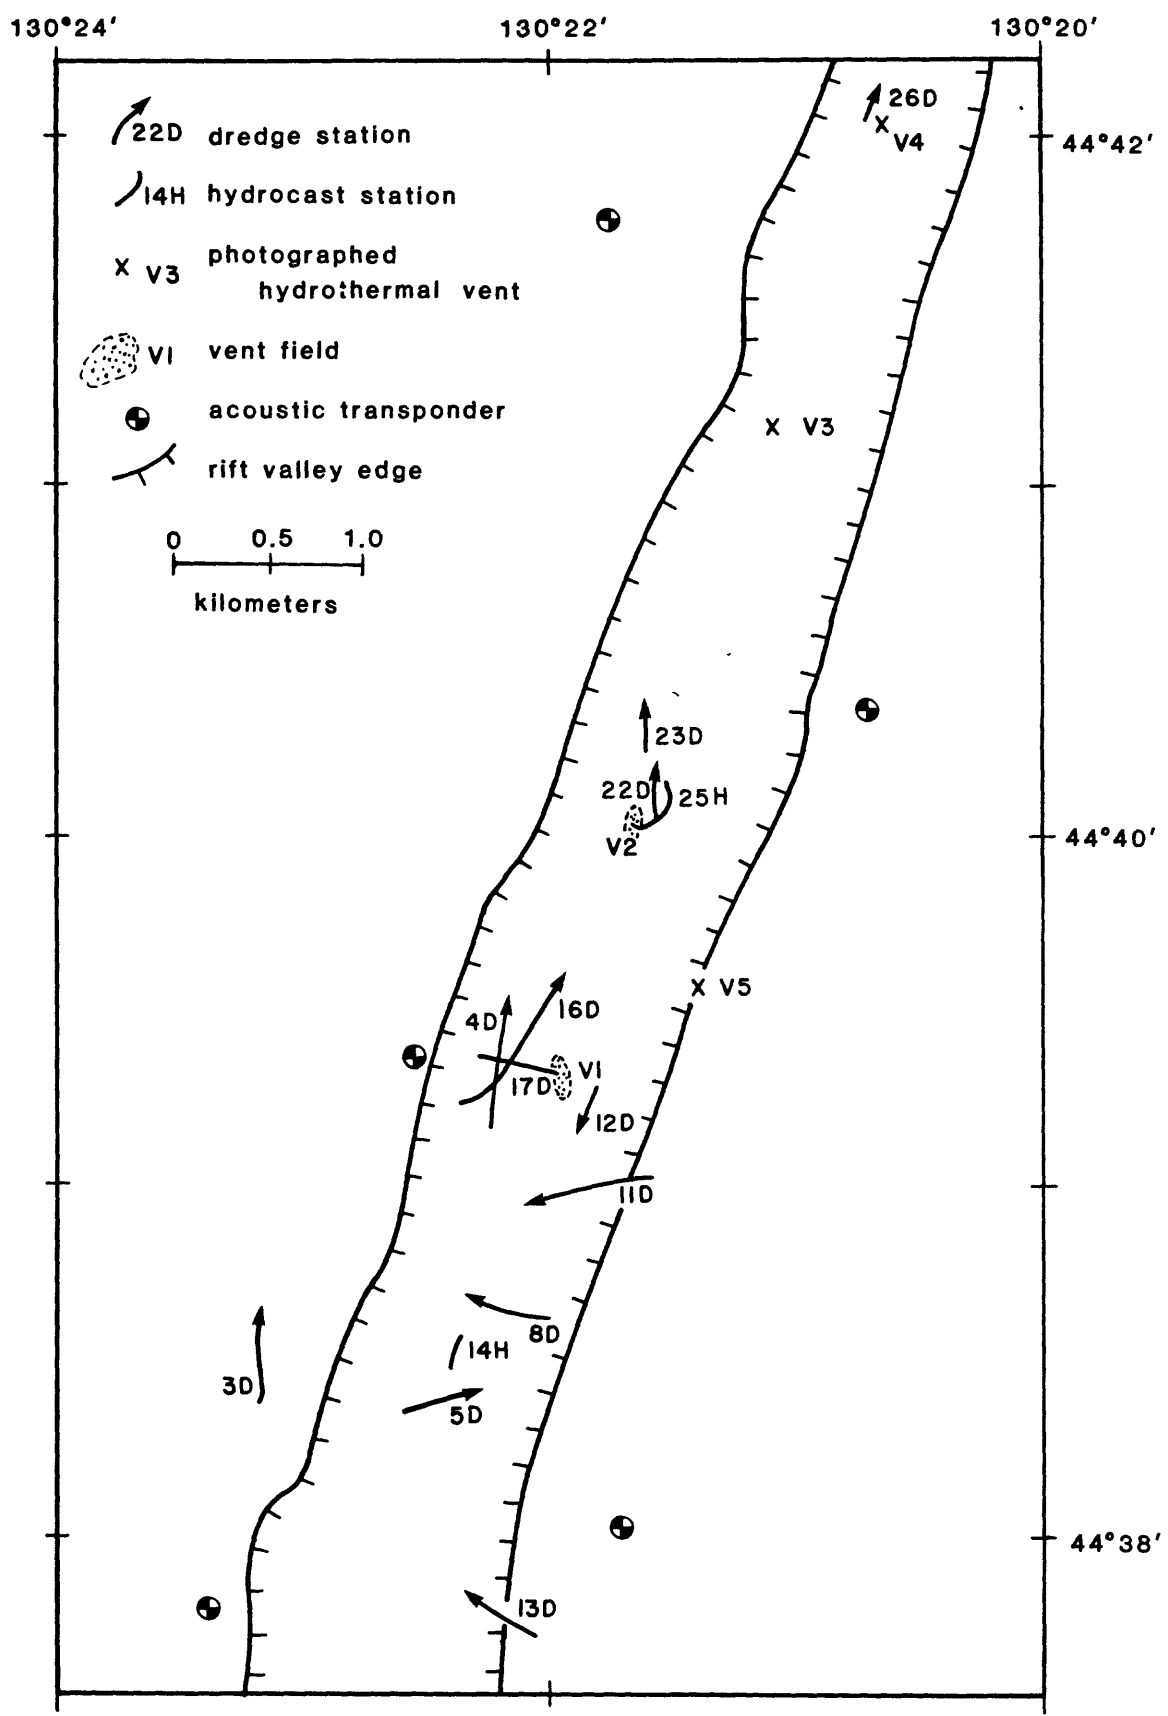 130°24′ 130°22′ 130°20′
22D dredge station
14H hydrocast station
x V3 photographed
hydrothermal vent
V1 vent field
acoustic transponder
rift valley edge
0 0.5 1.0
kilometers
26D
x V4
44°42′
x V3
23D
22D 25H
V2
44°40′
x V5
16D
4D
V1
17D
12D
11D
8D
14H
3D
5D
44°38′
13D